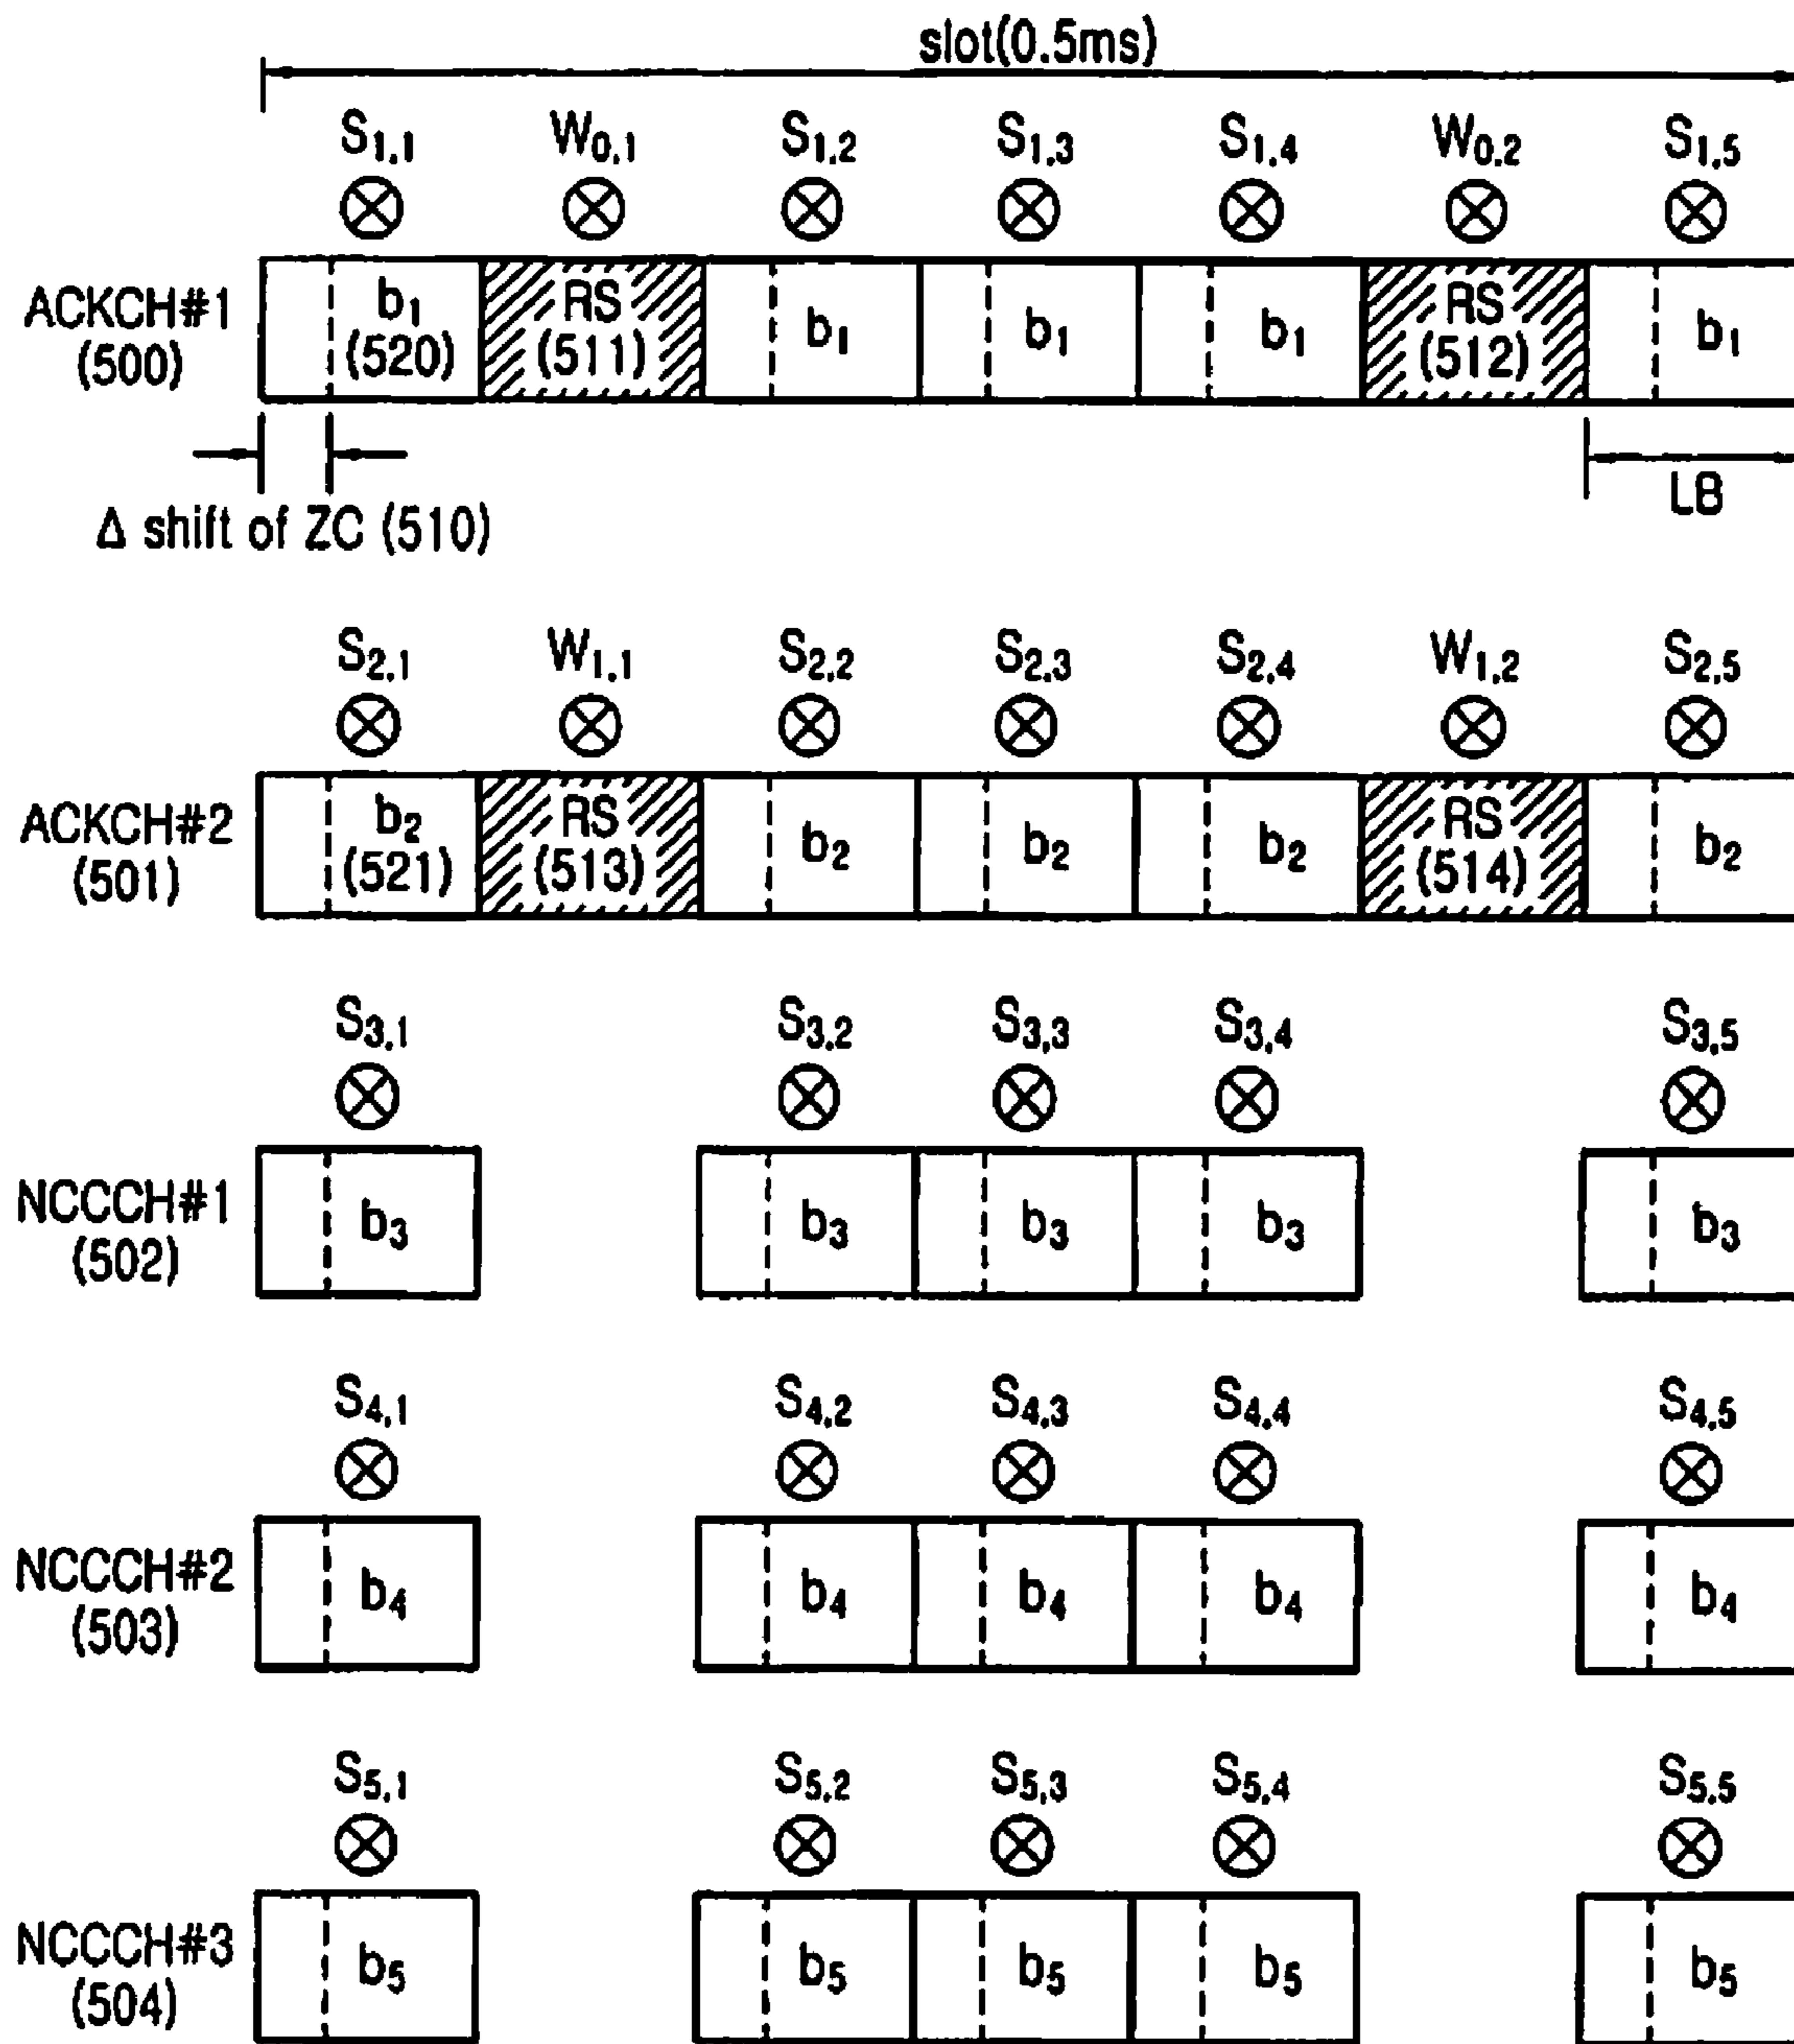 slot(0.5ms)
S1,1 W0,1 S1,2 S1,3 S1,4 W0,2 S1,5
ACKCH#1
(500)
b1
(520)
RS
(511)
b1 b1 b1
RS
(512)
b1
Δ shift of ZC (510)
LB
S2,1 W1,1 S2,2 S2,3 S2,4 W1,2 S2,5
ACKCH#2
(501)
b2
(521)
RS
(513)
b2 b2 b2
RS
(514)
b2
S3,1 S3,2 S3,3 S3,4 S3,5
NCCCH#1
(502)
b3 b3 b3 b3 b3
S4,1 S4,2 S4,3 S4,4 S4,5
NCCCH#2
(503)
b4 b4 b4 b4 b4
S5,1 S5,2 S5,3 S5,4 S5,5
NCCCH#3
(504)
b5 b5 b5 b5 b5